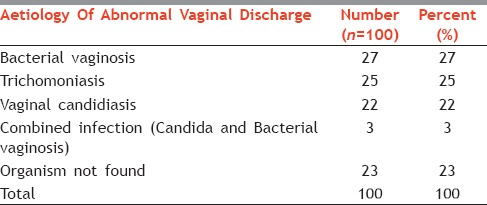 Aetiology Of Abnormal Vaginal Discharge Number Percent
(n=100) (%)
Bacterial vaginosis 27 27
Trichomoniasis 25 25
Vaginal candidiasis 22 22
Combined infection (Candida and Bacterial 3 3
vaginosis)
Organism not found 23 23
Total 100 100